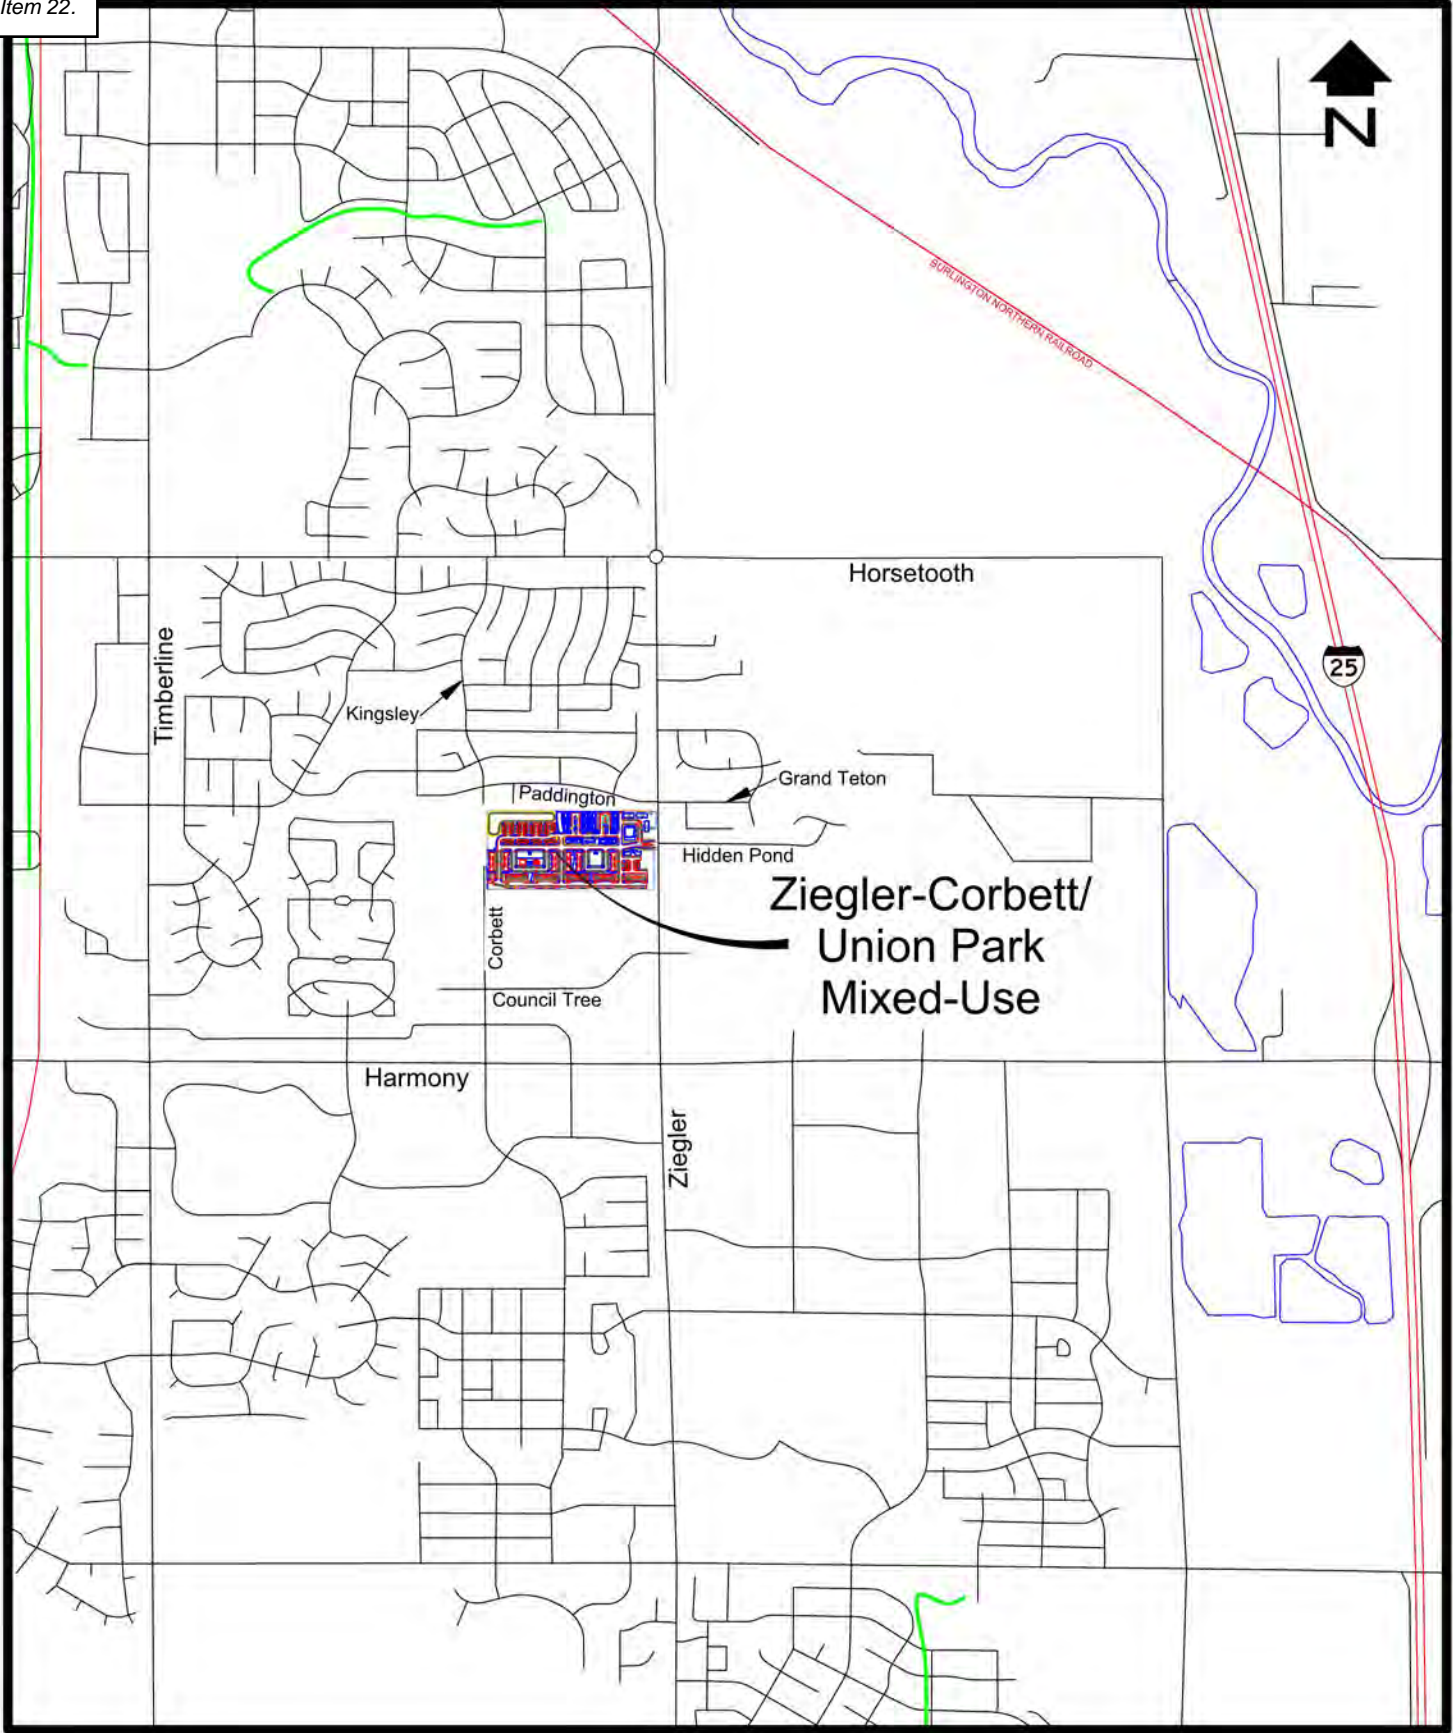 Item 22.
N
BURLINGTON NORTHERN RAILROAD
Horsetooth
Timberline
25
Kingsley
Grand Teton
Paddington
Hidden Pond
Ziegler-Corbett/
Union Park
Mixed-Use
Corbett
Council Tree
Harmony
Ziegler